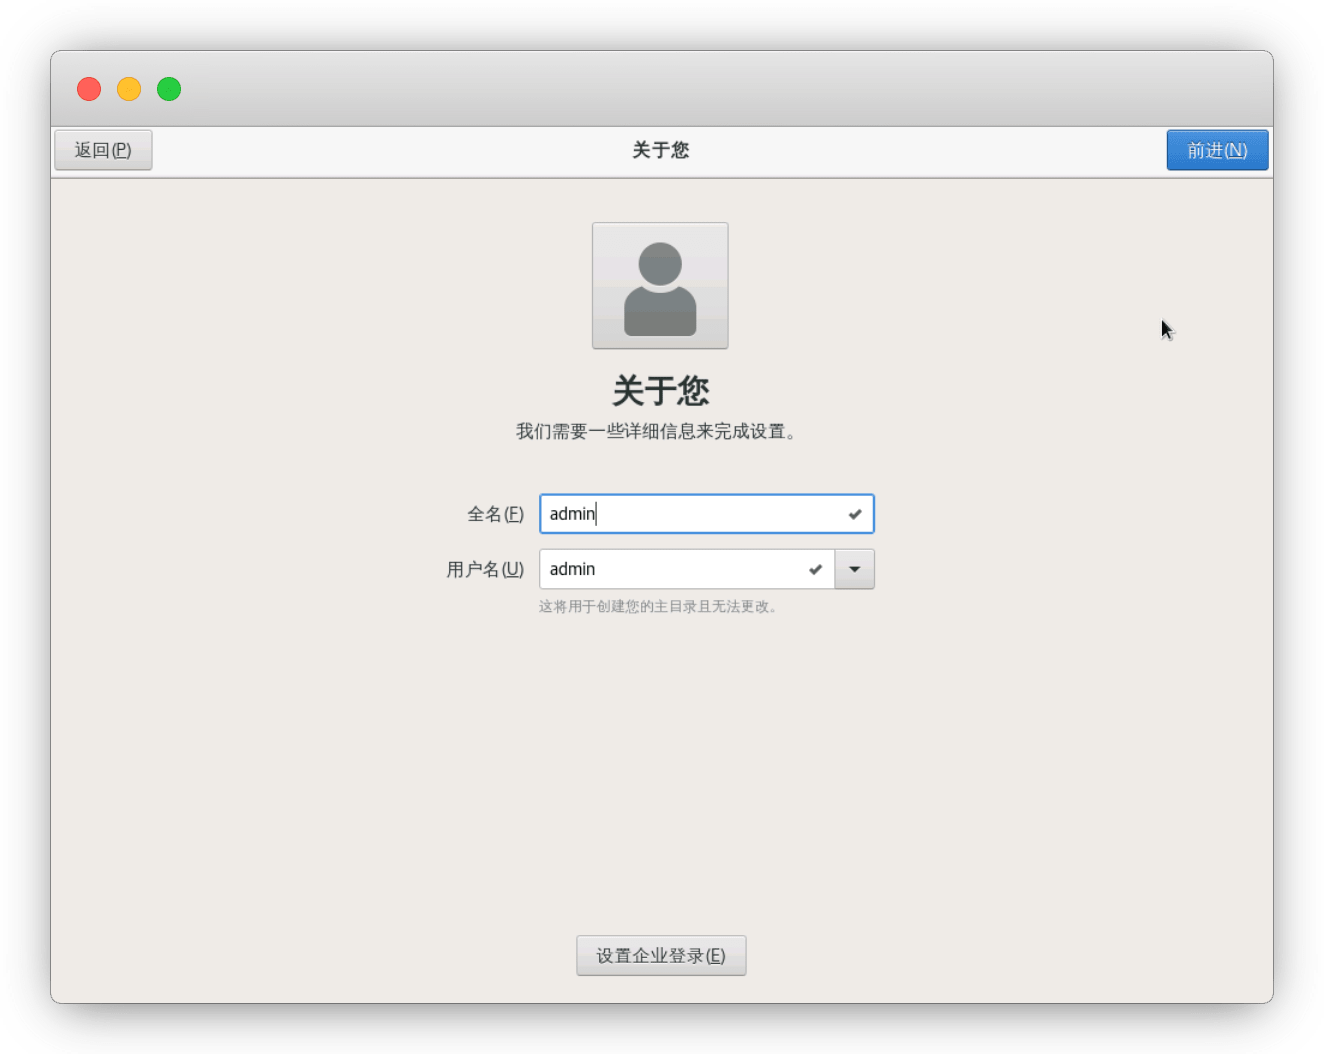 返回(P)
关于您
前进(N)
关于您
我们需要一些详细信息来完成设置。
全名(F)
admin
用户名(U)
admin
这将用于创建您的主目录且无法更改。
设置企业登录(E)